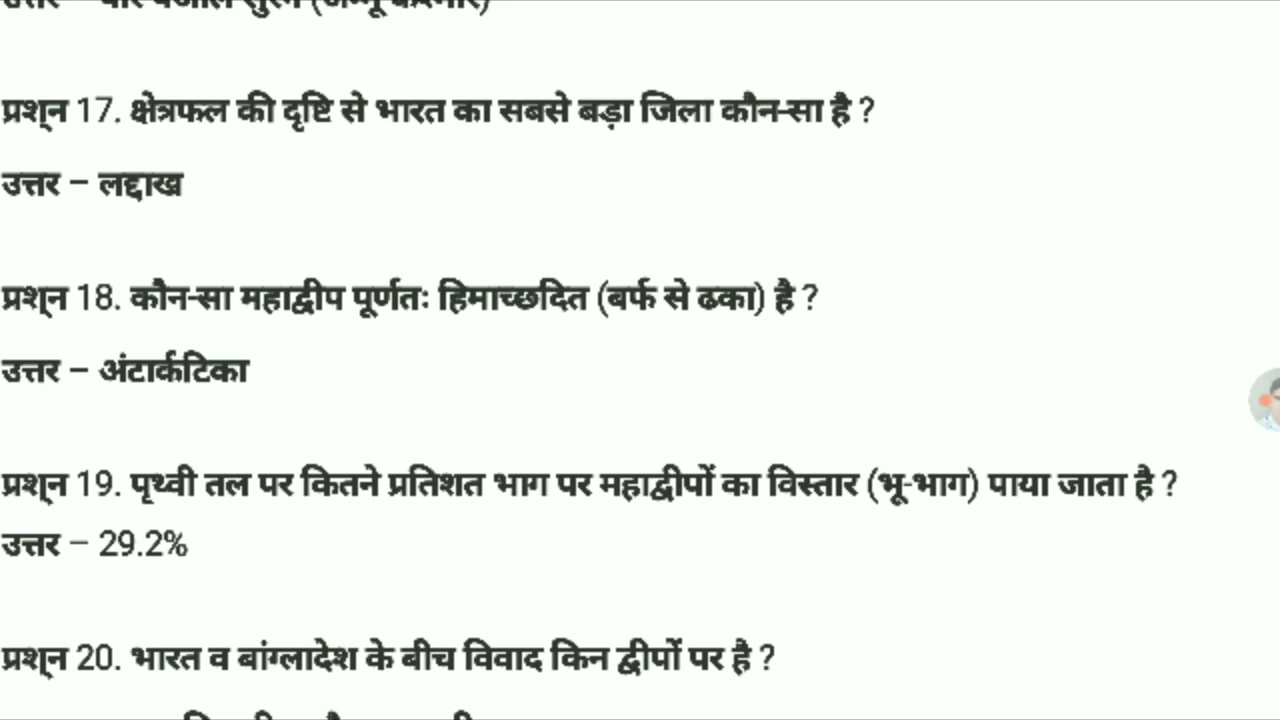 प्रश्न 17. क्षेत्रफल की दृष्टि से भारत का सबसे बड़ा जिला कौन-सा है ?
उत्तर – लद्दाख
प्रश्न 18. कौन-सा महाद्वीप पूर्णतः हिमाच्छदित (बर्फ से ढका) है ?
उत्तर – अंटार्कटिका
प्रश्न 19. पृथ्वी तल पर कितने प्रतिशत भाग पर महाद्वीपों का विस्तार (भू-भाग) पाया जाता है ?
उत्तर – 29.2%
प्रश्न 20. भारत व बांग्लादेश के बीच विवाद किन द्वीपों पर है ?